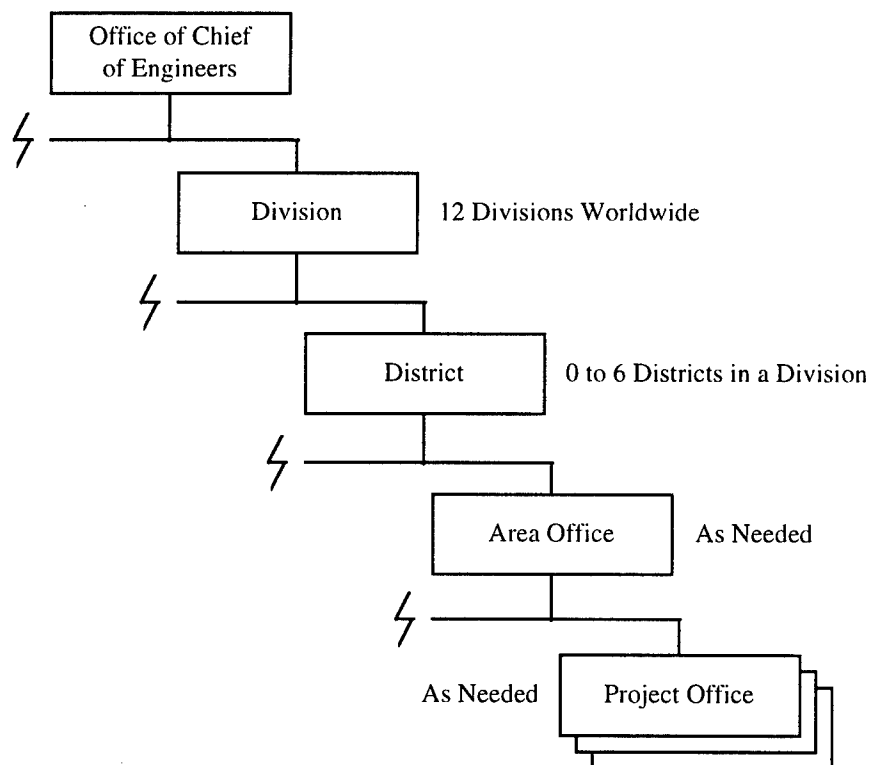 Office of Chief
of Engineers
Division
12 Divisions Worldwide
District
0 to 6 Districts in a Division
Area Office
As Needed
As Needed
Project Office